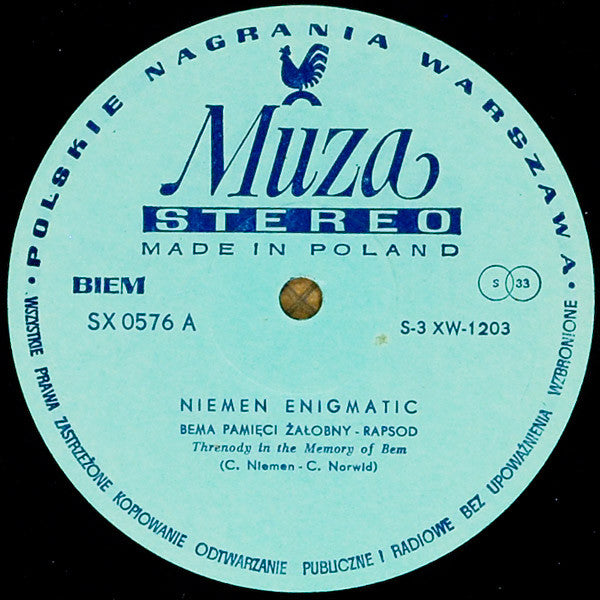 • POLSKIE NAGRANIA WARSZAWA •
Muza
STEREO
MADE IN POLAND
BIEM
S 33
SX 0576 A
S-3 XW-1203
NIEMEN ENIGMATIC
BEMA PAMIĘCI ŻAŁOBNY - RAPSOD
Threnody in the Memory of Bem
(C. Niemen - C. Norwid)
WSZYSTKIE PRAWA ZASTRZEŻONE KOPIOWANIE ODTWARZANIE PUBLICZNE I RADIOWE BEZ UPOWAŻNIENIA WZBRONIONE